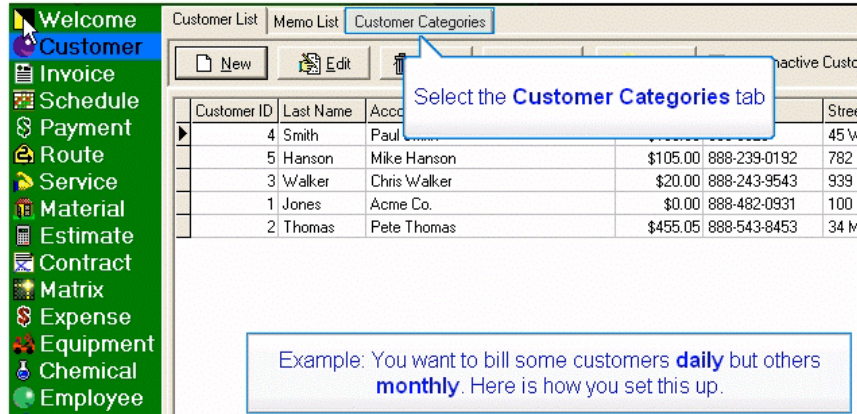 Welcome
Customer
Invoice
Schedule
Payment
Route
Service
Material
Estimate
Contract
Matrix
Expense
Equipment
Chemical
Employee
Customer List Memo List Customer Categories
New Edit
Select the Customer Categories tab
Customer ID Last Name
4 Smith Paul 45
5 Hanson Mike Hanson $105.00 888-239-0192 782
3 Walker Chris Walker $20.00 888-243-9543 939
1 Jones Acme Co. $0.00 888-482-0931 100
2 Thomas Pete Thomas $455.05 888-543-8453 34 M
Example: You want to bill some customers daily but others
monthly. Here is how you set this up.